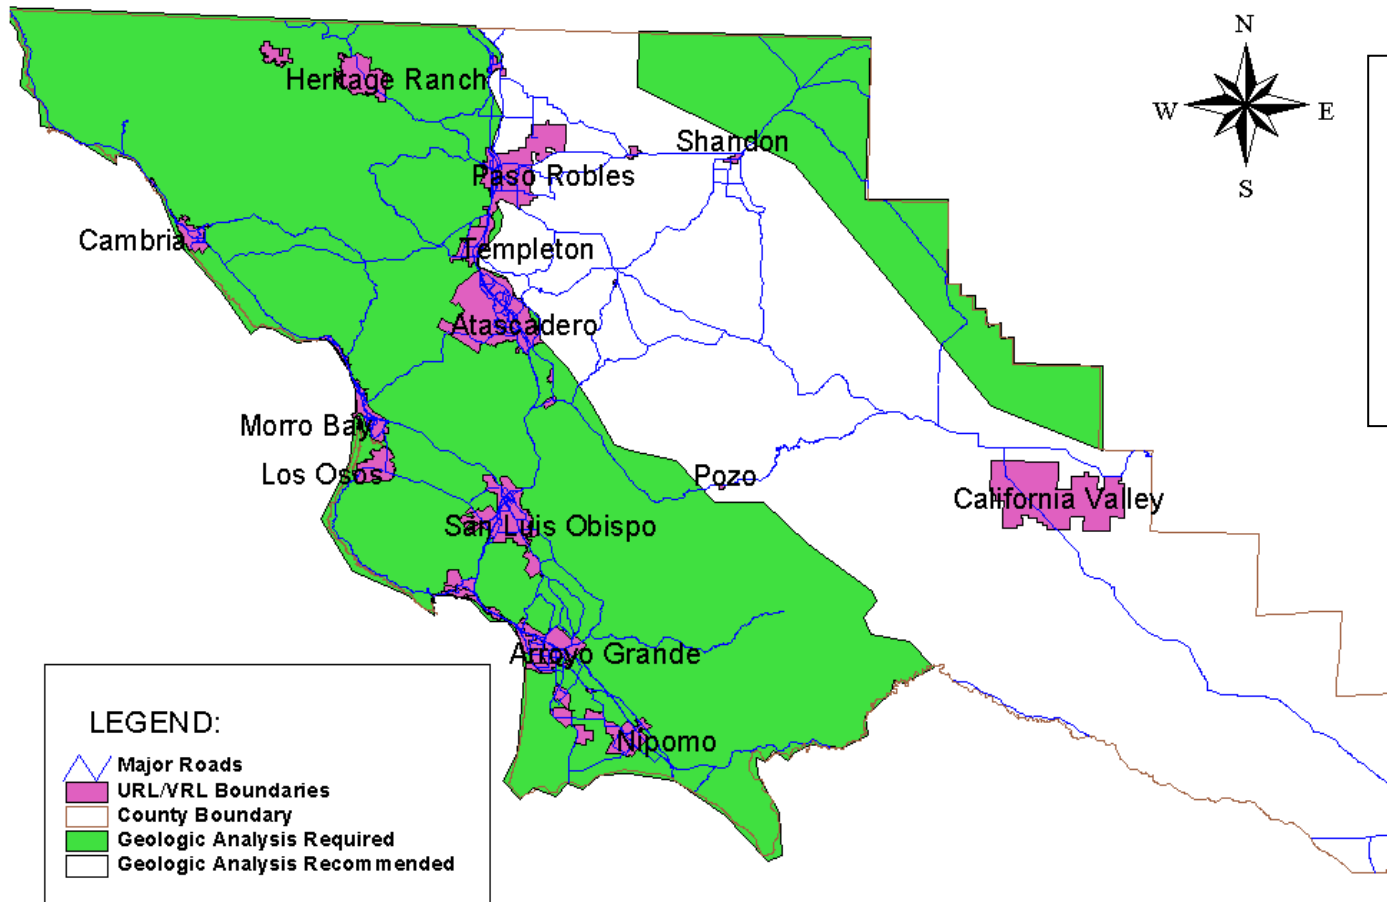 N
W E
S
Heritage Ranch
Shandon
Paso Robles
Cambria
Templeton
Atascadero
Morro Bay
Los Osos
Pozo
California Valley
San Luis Obispo
Arroyo Grande
Nipomo
LEGEND:
Major Roads
URL/VRL Boundaries
County Boundary
Geologic Analysis Required
Geologic Analysis Recommended